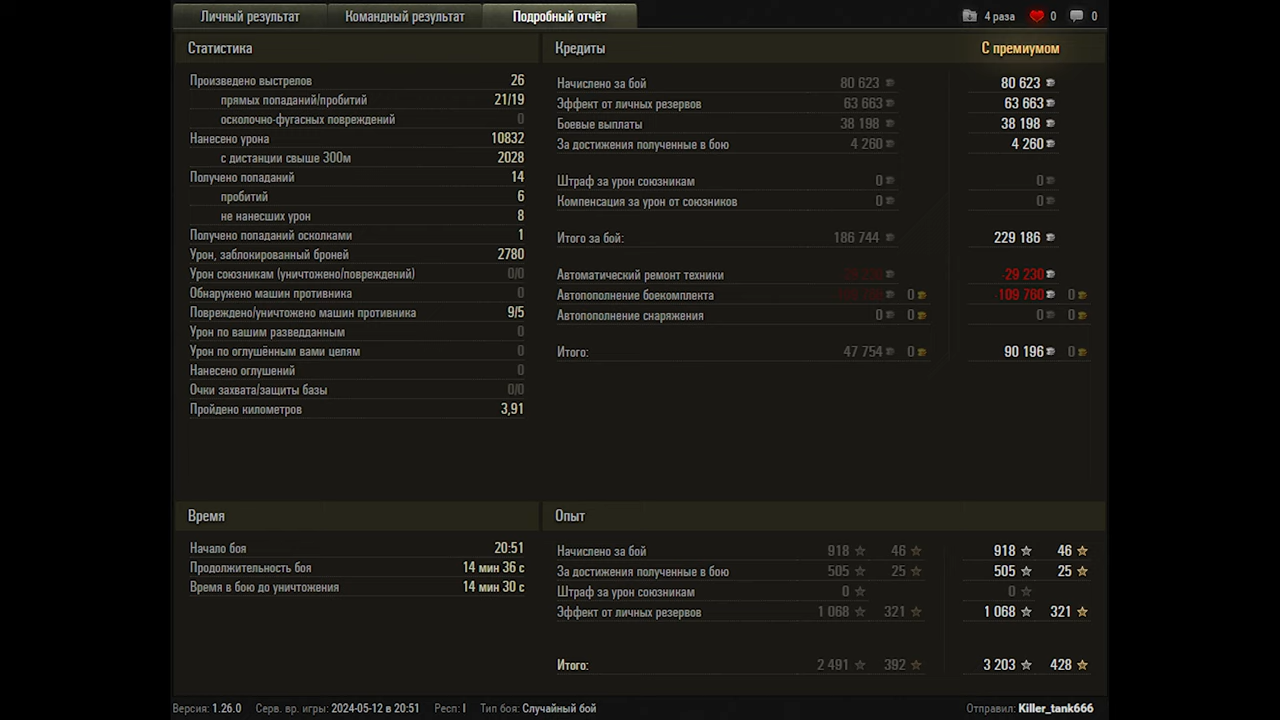 Личный результат Командный результат Подробный отчёт 4 раза 0 0
Статистика
Произведено выстрелов 26
прямых попаданий/пробитий 21/19
осколочно-фугасных повреждений 0
Нанесено урона 10832
с дистанции свыше 300м 2028
Получено попаданий 14
пробитий 6
не нанесших урон 8
Получено попаданий осколками 1
Урон, заблокированный броней 2780
Урон союзникам (уничтожено/повреждений) 0/0
Обнаружено машин противника 0
Повреждено/уничтожено машин противника 9/5
Урон по вашим разведданным 0
Урон по оглушённым вами целям 0
Нанесено оглушений 0
Очки захвата/защиты базы 0/0
Пройдено километров 3,91
Кредиты С премиумом
Начислено за бой 80 623 80 623
Эффект от личных резервов 63 663 63 663
Боевые выплаты 38 198 38 198
За достижения полученные в бою 4 260 4 260
Штраф за урон союзникам 0 0
Компенсация за урон от союзников 0 0
Итого за бой: 186 744 229 186
Автоматический ремонт техники -29 230 -29 230
Автопополнение боекомплекта 0 -109 760 0
Автопополнение снаряжения 0 0 0 0
Итого: 47 754 0 90 196 0
Время
Начало боя 20:51
Продолжительность боя 14 мин 36 с
Время в бою до уничтожения 14 мин 30 с
Опыт
Начислено за бой 918 46 918 46
За достижения полученные в бою 505 25 505 25
Штраф за урон союзникам 0 0
Эффект от личных резервов 1 068 321 1 068 321
Итого: 2 491 392 3 203 428
Версия: 1.26.0 Серв. вр. игры: 2024-05-12 в 20:51 Респ: I Тип боя: Случайный бой Отправил: Killer_tank666